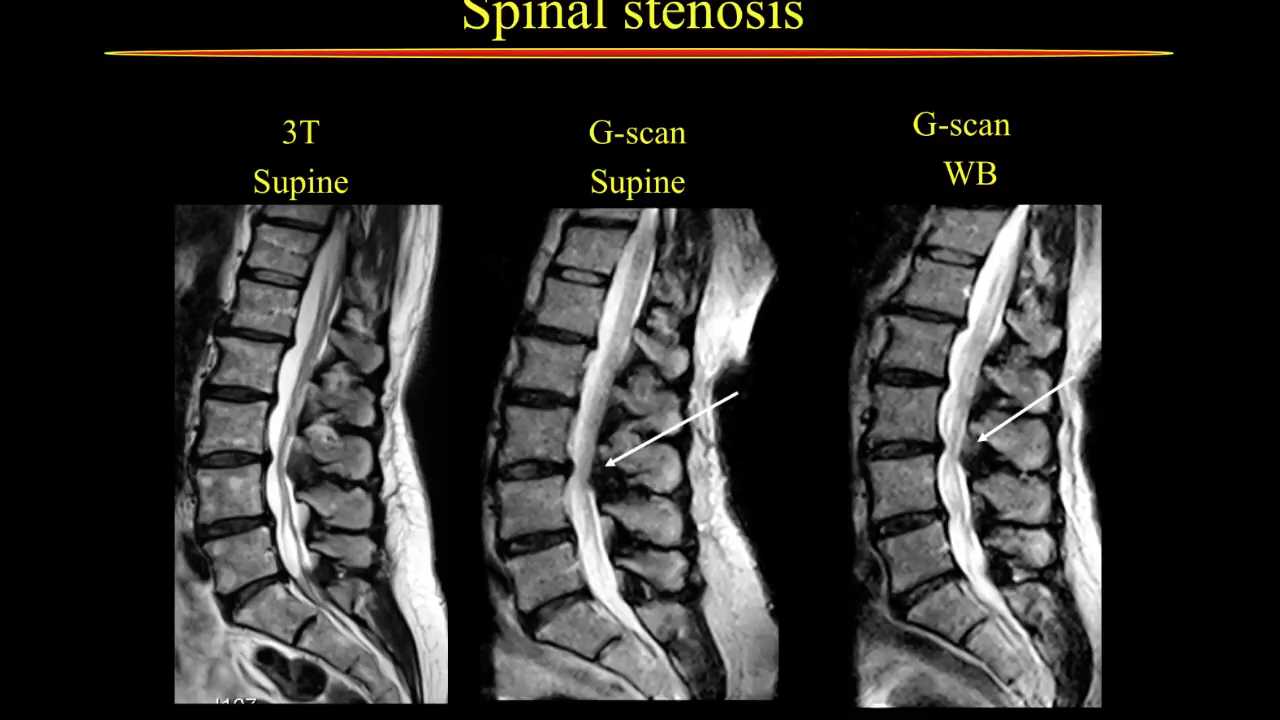 Spinal stenosis
3T
Supine
G-scan
Supine
G-scan
WB